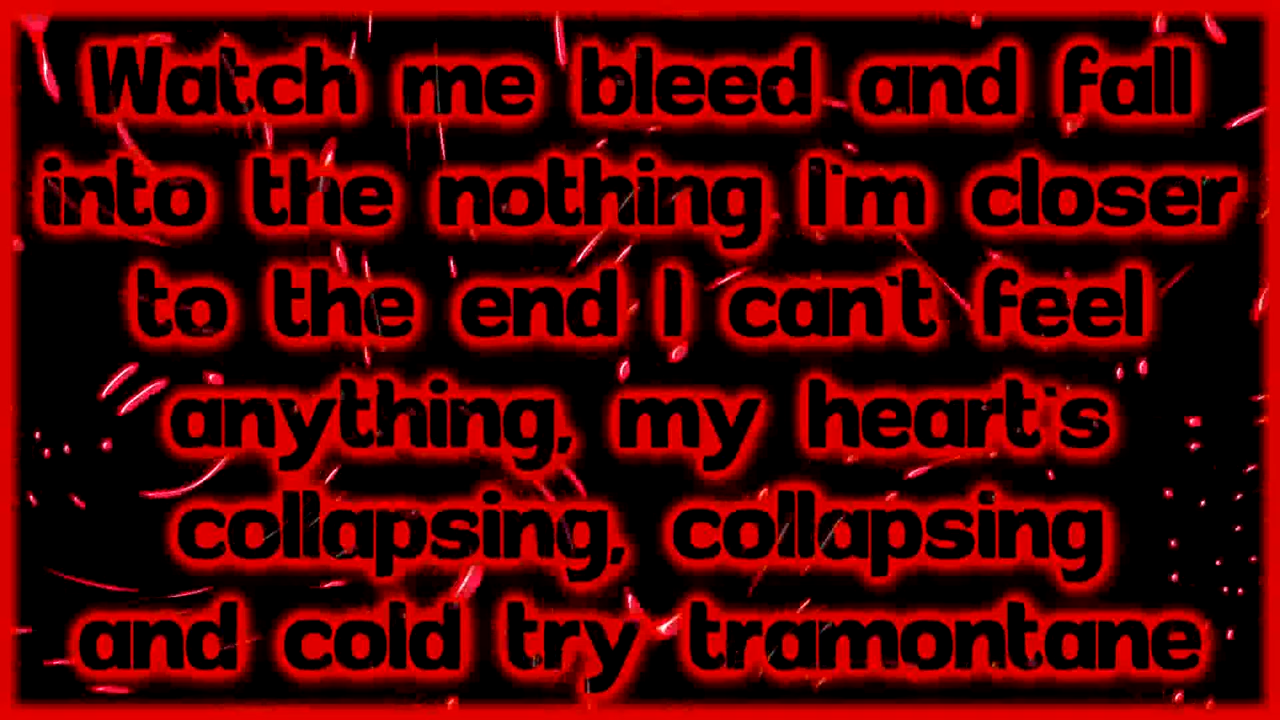 Watch me bleed and fall
into the nothing I'm closer
to the end I can't feel
anything, my heart's
collapsing, collapsing
and cold try tramontane